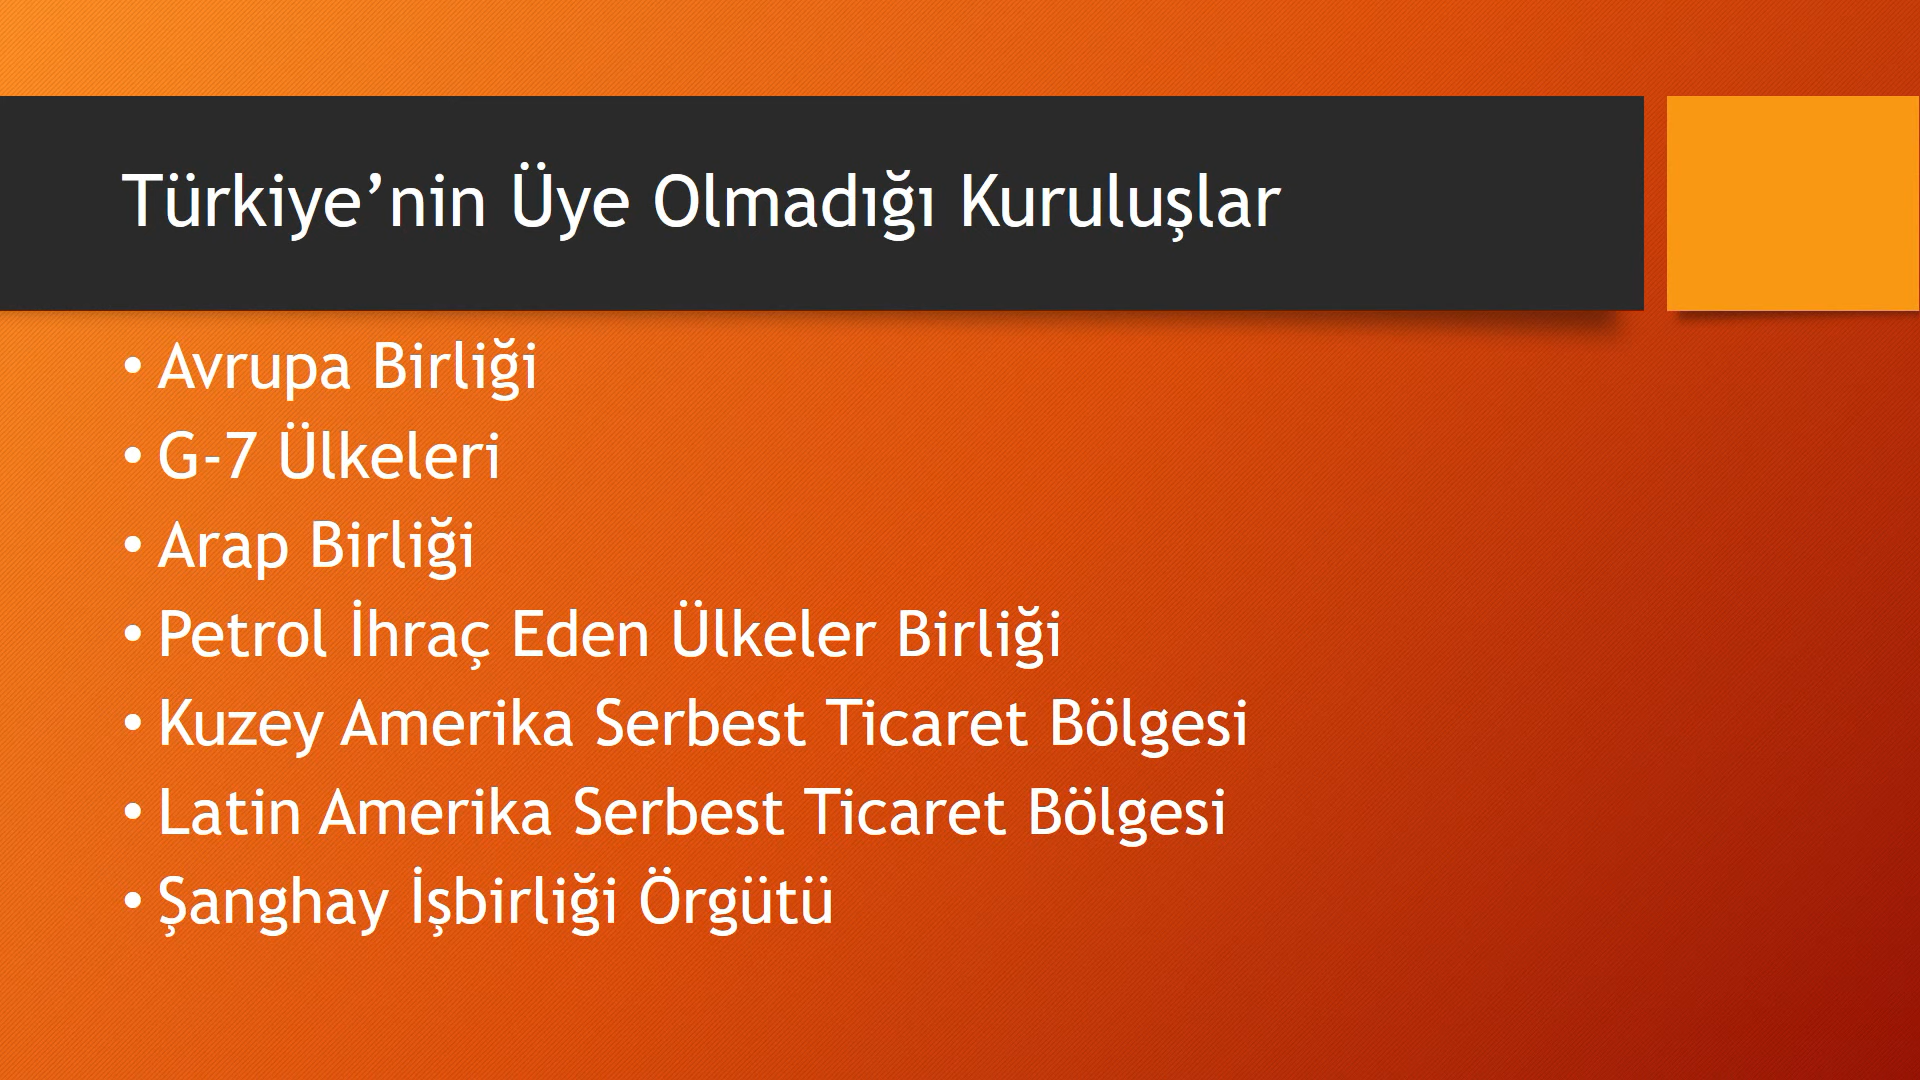 Türkiye’nin Üye Olmadığı Kuruluşlar
• Avrupa Birliği
• G-7 Ülkeleri
• Arap Birliği
• Petrol İhraç Eden Ülkeler Birliği
• Kuzey Amerika Serbest Ticaret Bölgesi
• Latin Amerika Serbest Ticaret Bölgesi
• Şanghay İşbirliği Örgütü